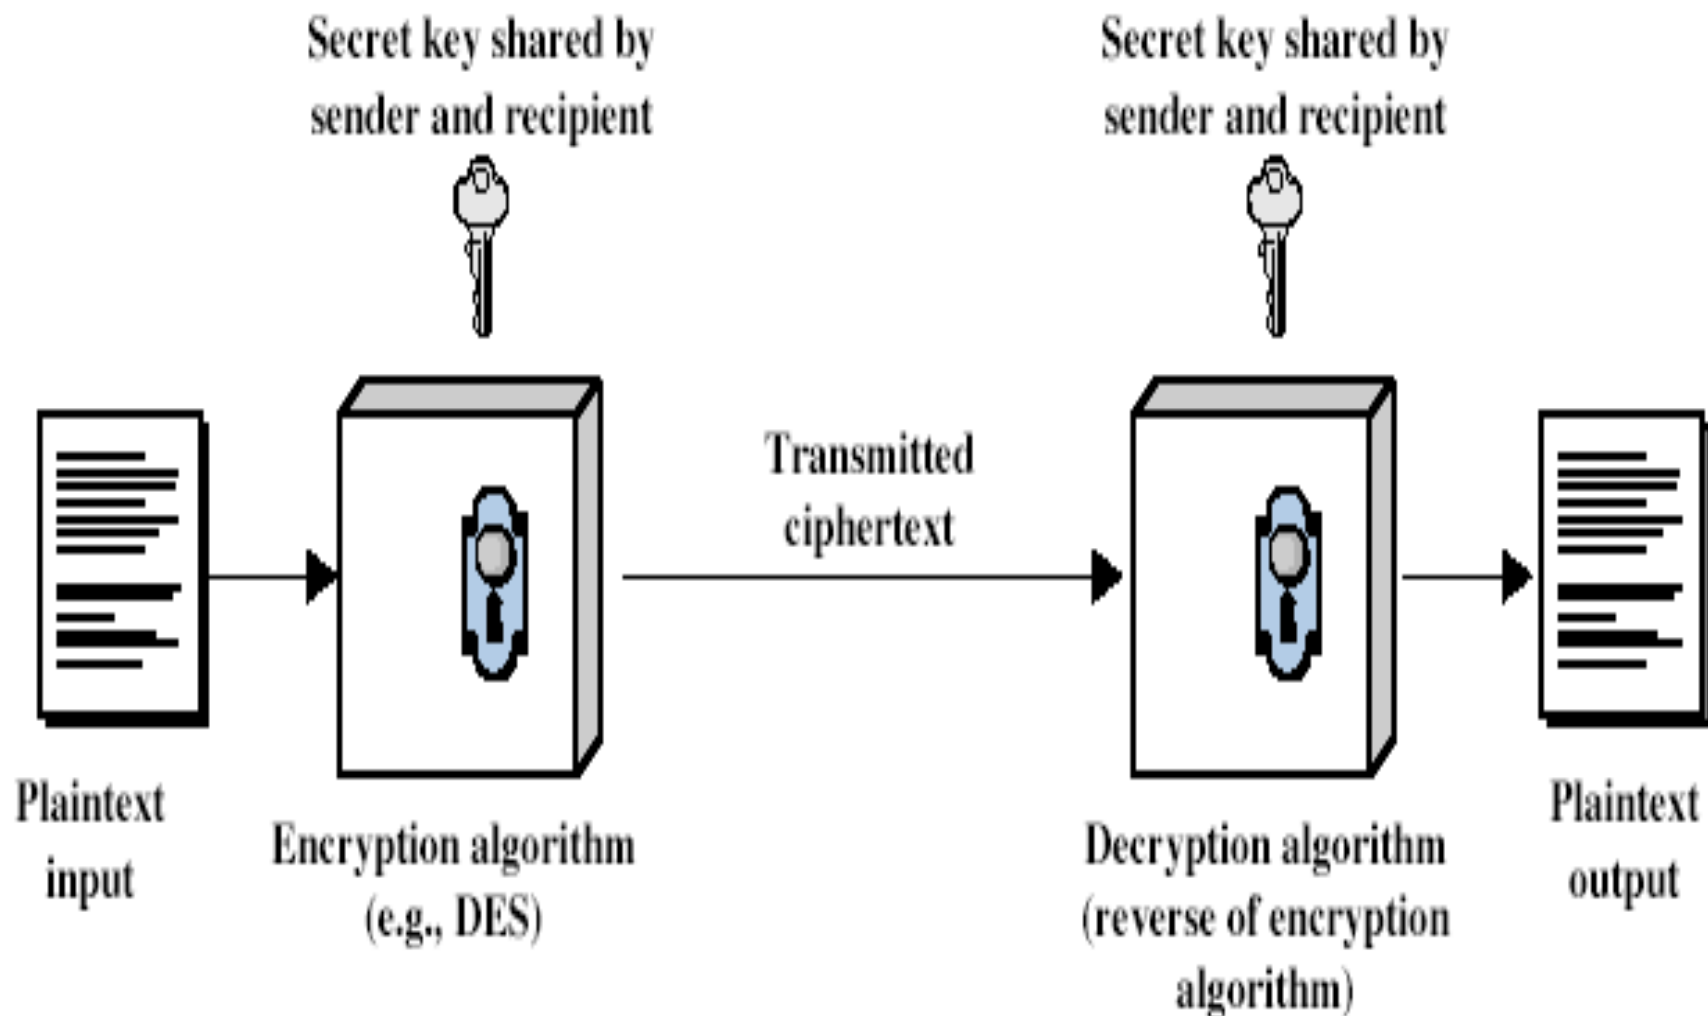 Secret key shared by
sender and recipient
Secret key shared by
sender and recipient
Transmitted
ciphertext
Plaintext
input
Encryption algorithm
(e.g., DES)
Decryption algorithm
(reverse of encryption
algorithm)
Plaintext
output